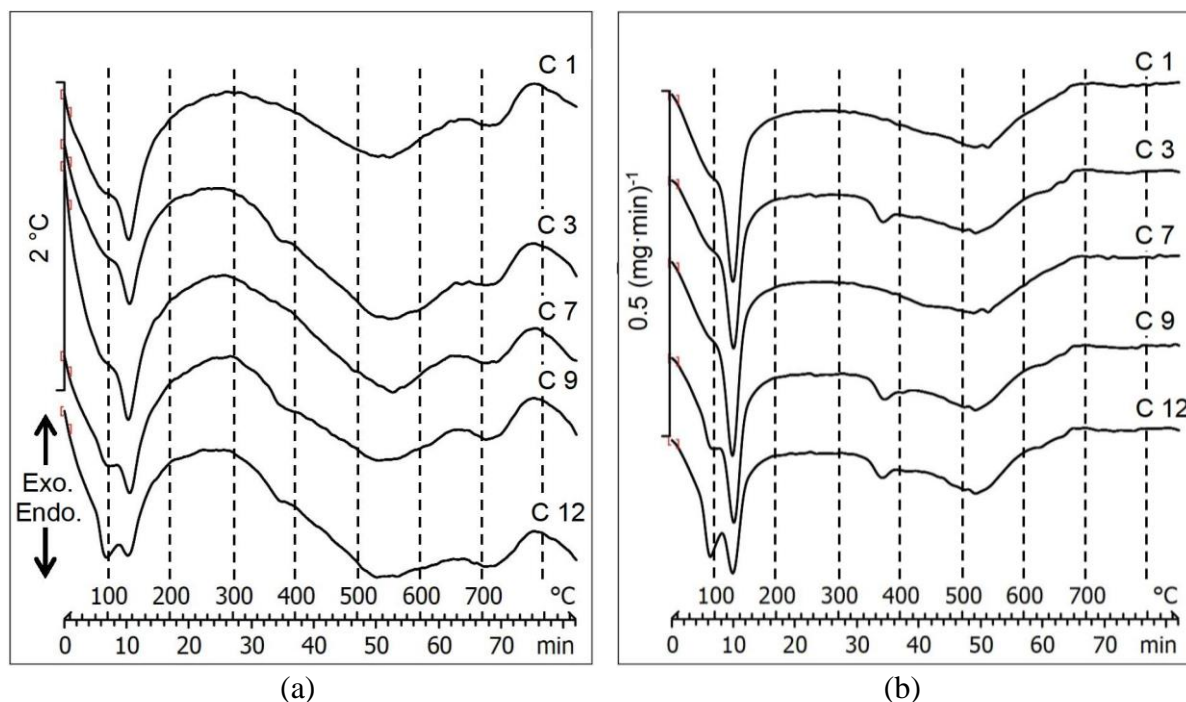 C 1
C 3
C 7
C 9
C 12
2 °C
Exo.
Endo.
100 200 300 400 500 600 700 °C
0 10 20 30 40 50 60 70 min
(a)
C 1
C 3
C 7
C 9
C 12
0.5 (mg·min)⁻¹
100 200 300 400 500 600 700 °C
0 10 20 30 40 50 60 70 min
(b)